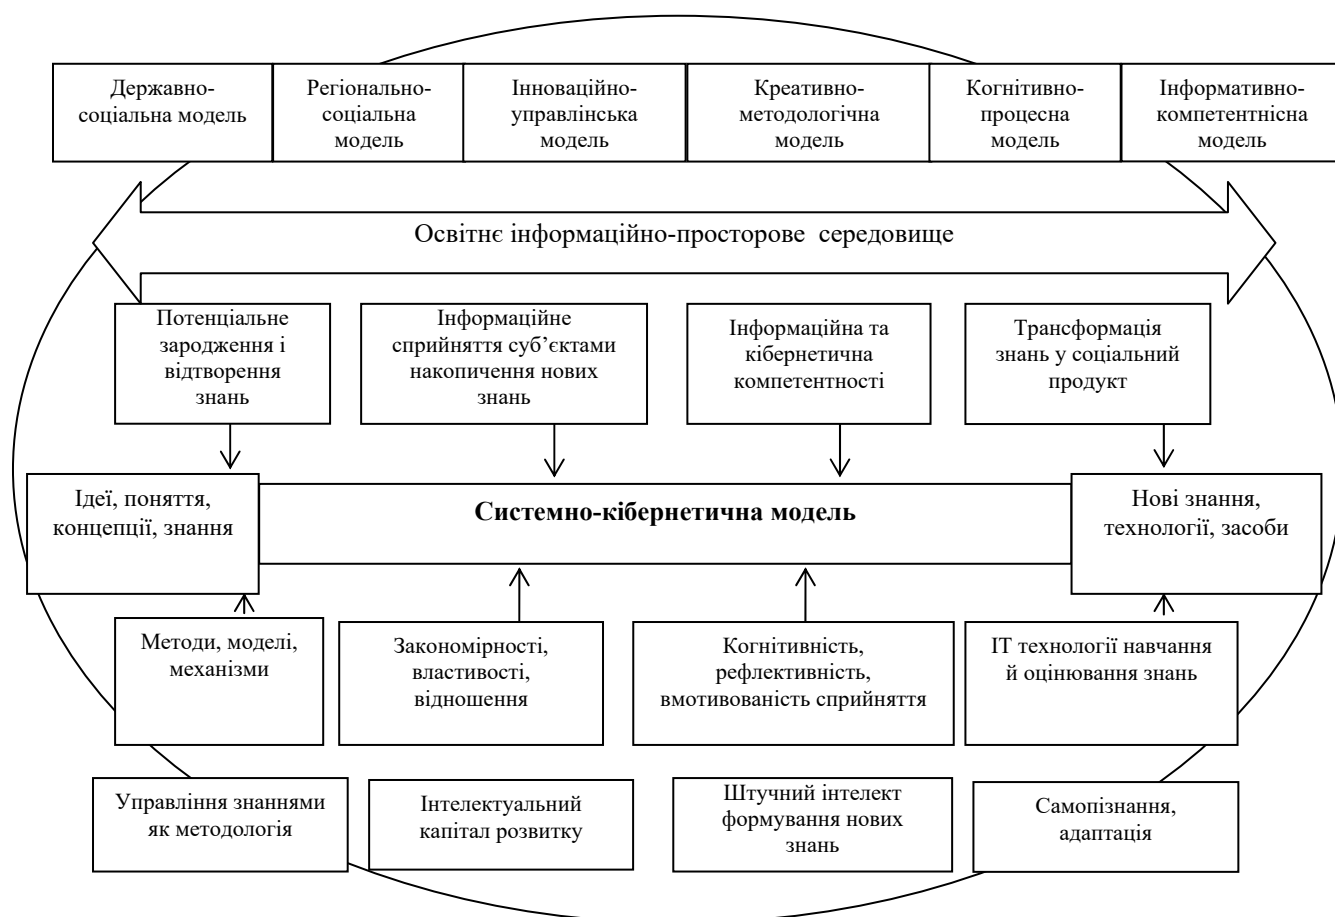 Державно-
соціальна модель
Регіонально-
соціальна
модель
Інноваційно-
управлінська
модель
Креативно-
методологічна
модель
Когнітивно-
процесна
модель
Інформативно-
компетентнісна
модель
Освітнє інформаційно-просторове середовище
Потенціальне
зародження і
відтворення
знань
Інформаційне
сприйняття суб’єктами
накопичення нових
знань
Інформаційна та
кібернетична
компетентності
Трансформація
знань у соціальний
продукт
Ідеї, поняття,
концепції, знання
Системно-кібернетична модель
Нові знання,
технології, засоби
Методи, моделі,
механізми
Закономірності,
властивості,
відношення
Когнітивність,
рефлективність,
вмотивованість сприйняття
ІТ технології навчання
й оцінювання знань
Управління знаннями
як методологія
Інтелектуальний
капітал розвитку
Штучний інтелект
формування нових
знань
Самопізнання,
адаптація